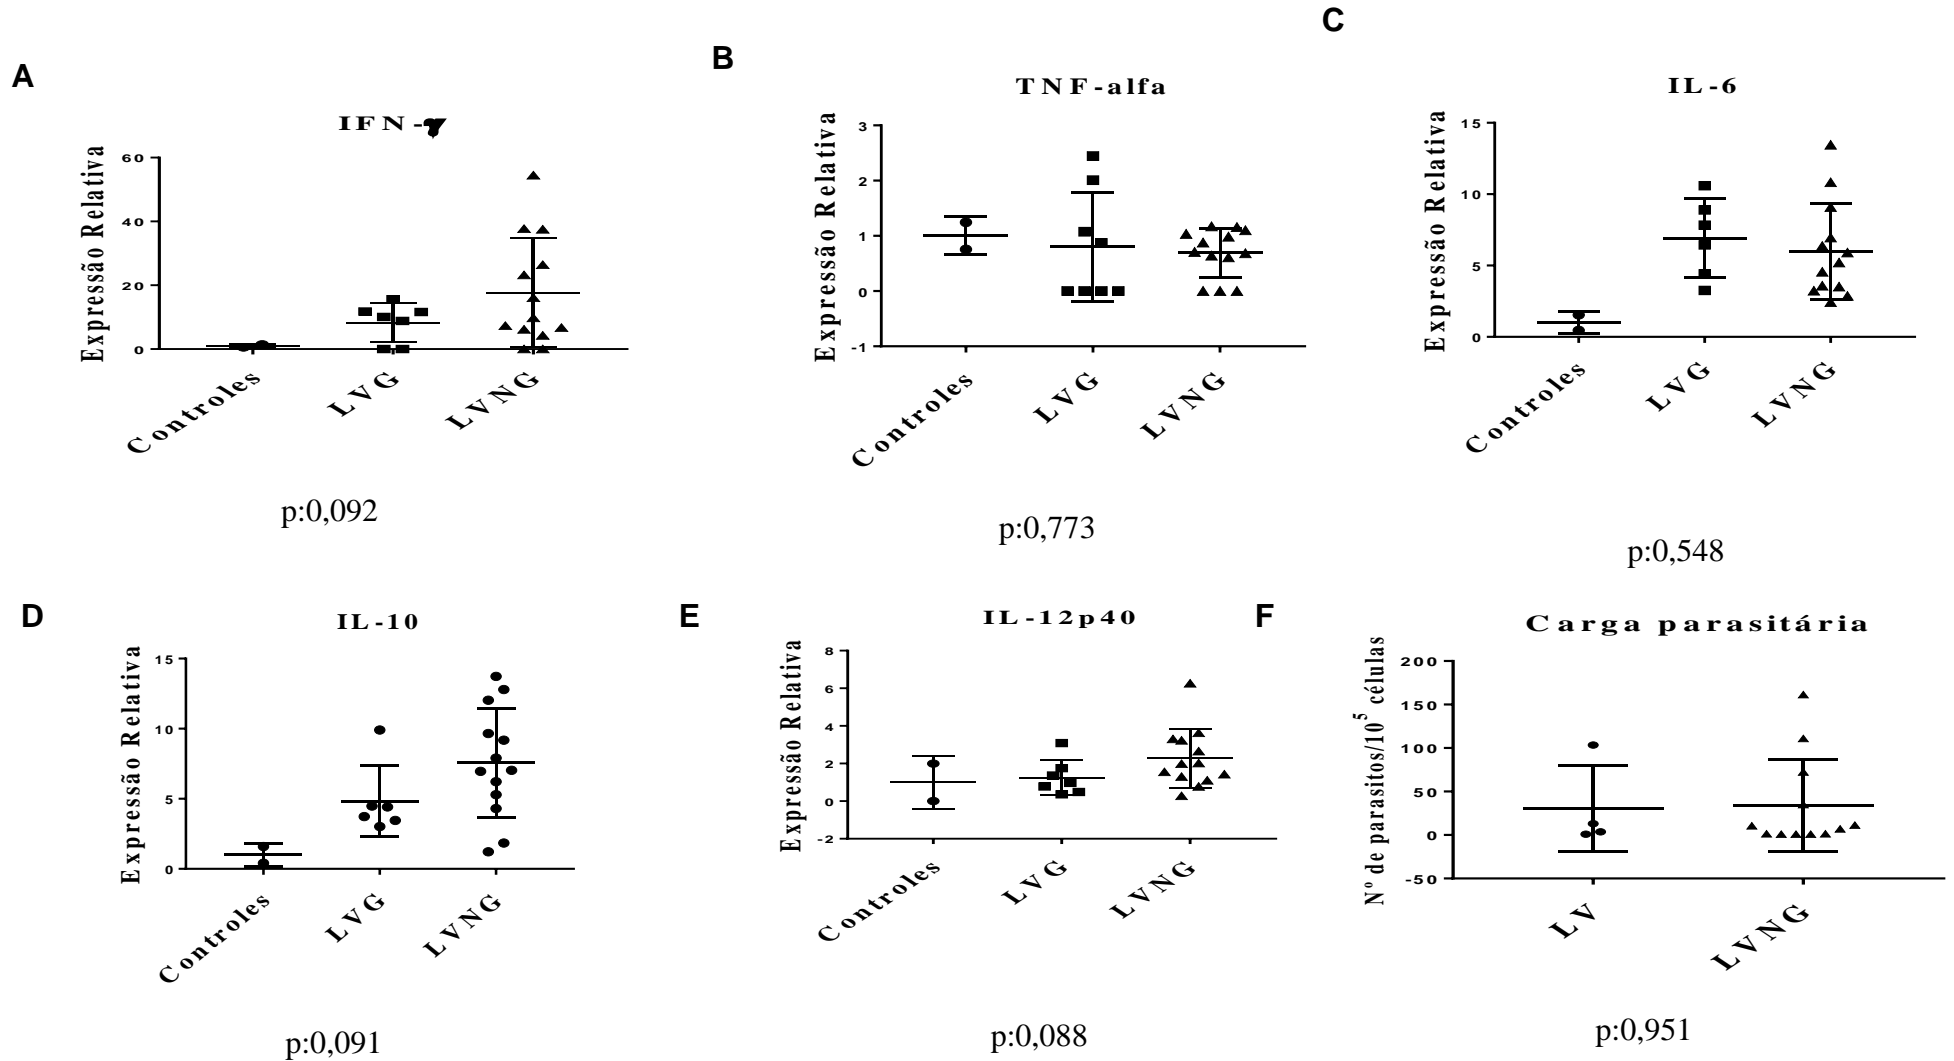 A
IFN-γ
Expressão Relativa
60
40
20
0
Controles
LVG
LVNG
p:0,092
B
TNF-alfa
Expressão Relativa
3
2
1
0
-1
Controles
LVG
LVNG
p:0,773
C
IL-6
Expressão Relativa
15
10
5
0
Controles
LVG
LVNG
p:0,548
D
IL-10
Expressão Relativa
15
10
5
0
Controles
LVG
LVNG
p:0,091
E
IL-12p40
Expressão Relativa
8
6
4
2
0
-2
Controles
LVG
LVNG
p:0,088
F
Carga parasitária
Nº de parasitos/10⁵ células
200
150
100
50
0
-50
LV
LVNG
p:0,951